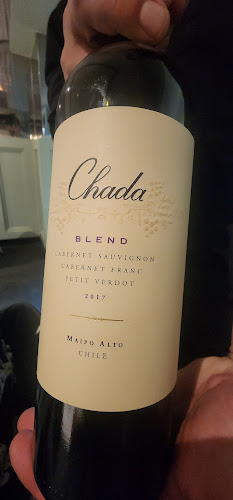 Chada
BLEND
CABERNET SAUVIGNON
CABERNET FRANC
PETIT VERDOT
2017
MAIPO ALTO
CHILE